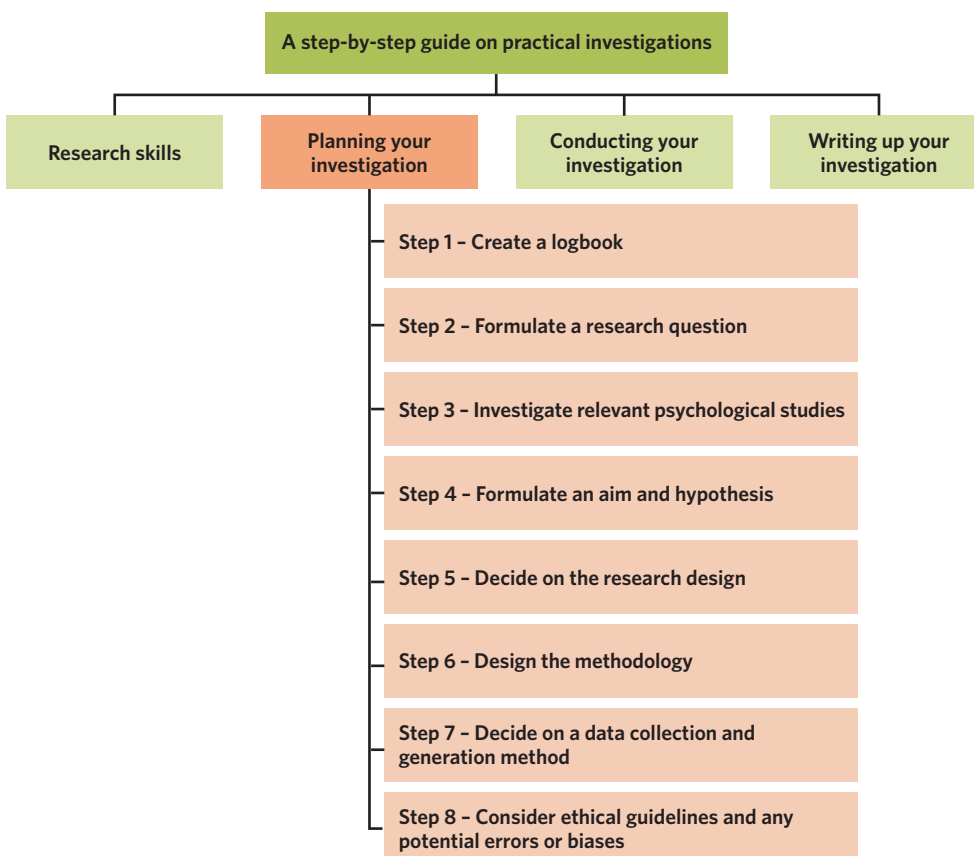 A step-by-step guide on practical investigations
Research skills
Planning your
investigation
Conducting your
investigation
Writing up your
investigation
Step 1 – Create a logbook
Step 2 – Formulate a research question
Step 3 – Investigate relevant psychological studies
Step 4 – Formulate an aim and hypothesis
Step 5 – Decide on the research design
Step 6 – Design the methodology
Step 7 – Decide on a data collection and
generation method
Step 8 – Consider ethical guidelines and any
potential errors or biases